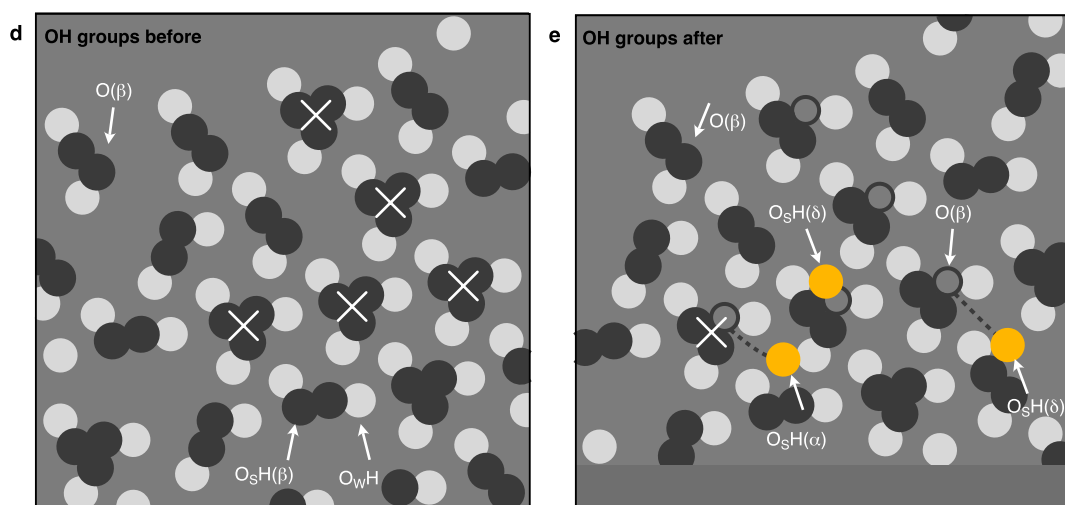 d
OH groups before
O(β)
OSH(β)
OWH
e
OH groups after
O(β)
OSH(δ)
O(β)
OSH(δ)
OSH(α)